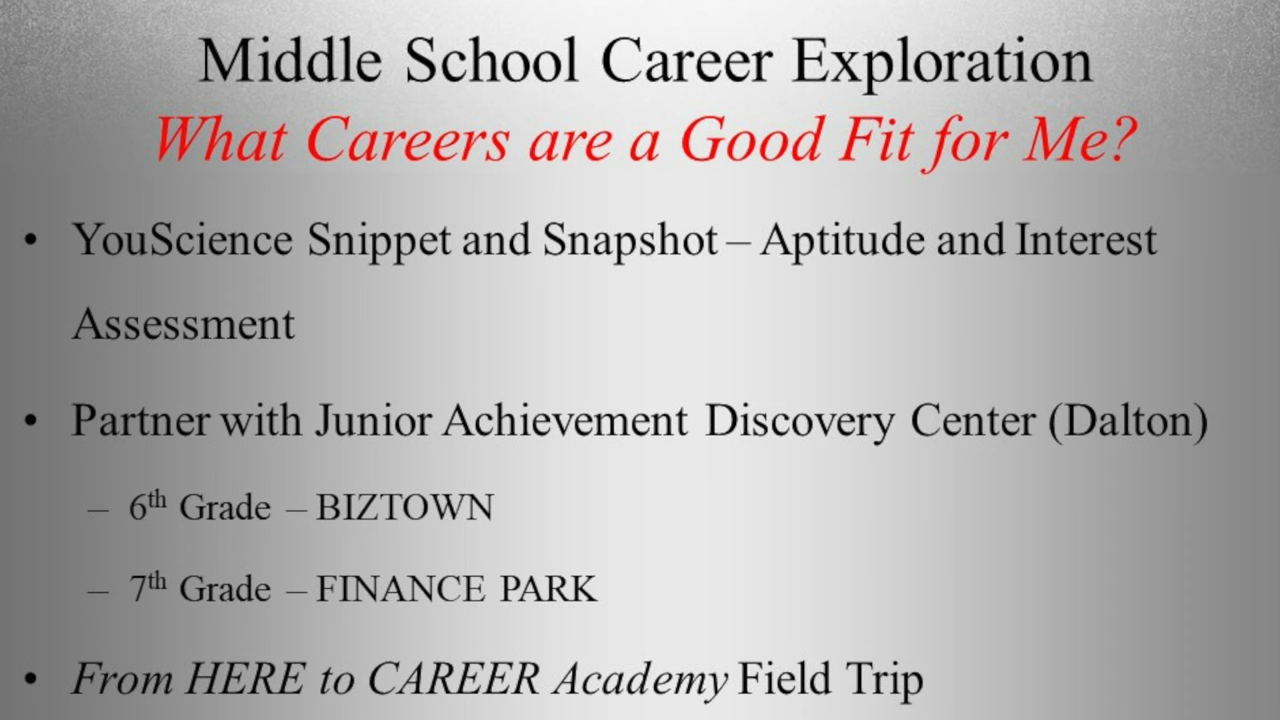 Middle School Career Exploration
What Careers are a Good Fit for Me?
• YouScience Snippet and Snapshot – Aptitude and Interest
Assessment
• Partner with Junior Achievement Discovery Center (Dalton)
– 6th Grade – BIZTOWN
– 7th Grade – FINANCE PARK
• From HERE to CAREER Academy Field Trip